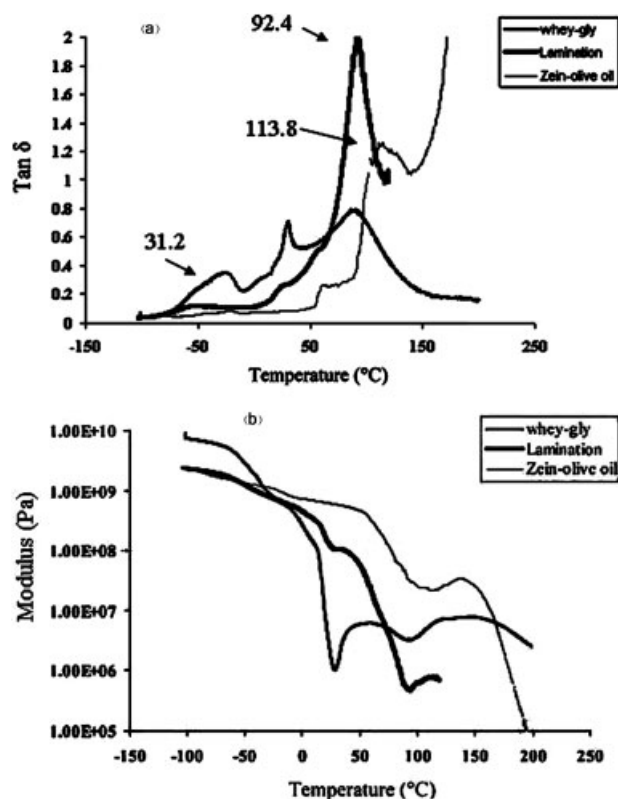 (a)
92.4
whey-gly
Lamination
Zein-olive oil
2
1.8
1.6
1.4
1.2
1
0.8
0.6
0.4
0.2
0
113.8
31.2
Tan δ
-150
-50
50
150
250
Temperature (°C)
(b)
whey-gly
Lamination
Zein-olive oil
1.00E+10
1.00E+09
1.00E+08
1.00E+07
1.00E+06
1.00E+05
Modulus (Pa)
-150
-100
-50
0
50
100
150
200
250
Temperature (°C)